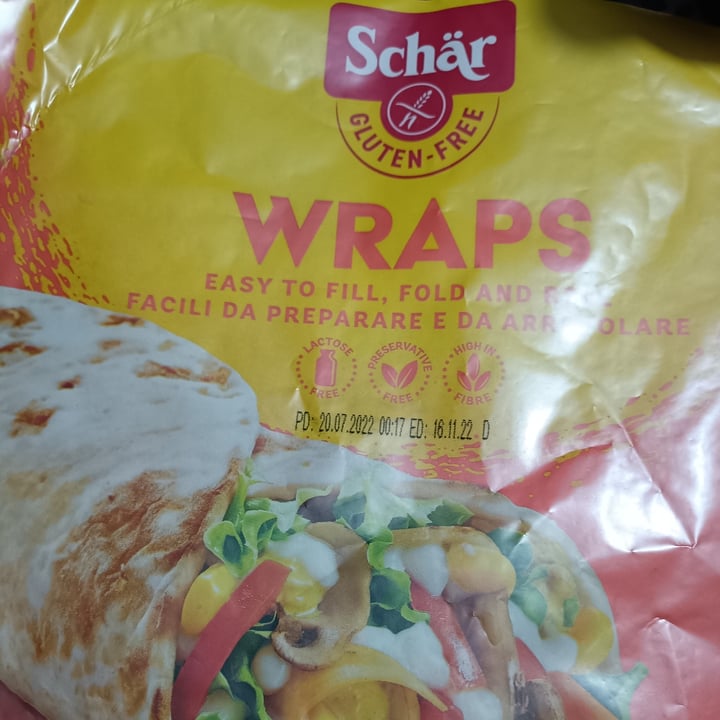 Schär
GLUTEN-FREE
WRAPS
EASY TO FILL, FOLD AND
FACILI DA PREPARARE E DA
LACTOSE FREE
PRESERVATIVE FREE
HIGH IN FIBRE
PD: 20.07.2022 00:17 ED: 16.11.22 D